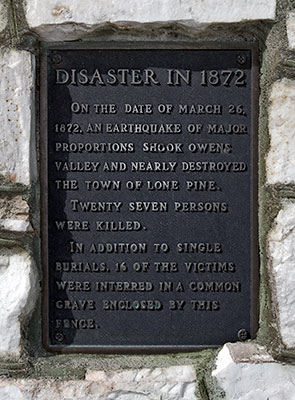 DISASTER IN 1872
ON THE DATE OF MARCH 26,
1872, AN EARTHQUAKE OF MAJOR
PROPORTIONS SHOOK OWENS
VALLEY AND NEARLY DESTROYED
THE TOWN OF LONE PINE.
TWENTY SEVEN PERSONS
WERE KILLED.
IN ADDITION TO SINGLE
BURIALS, 16 OF THE VICTIMS
WERE INTERRED IN A COMMON
GRAVE ENCLOSED BY THIS
FENCE.